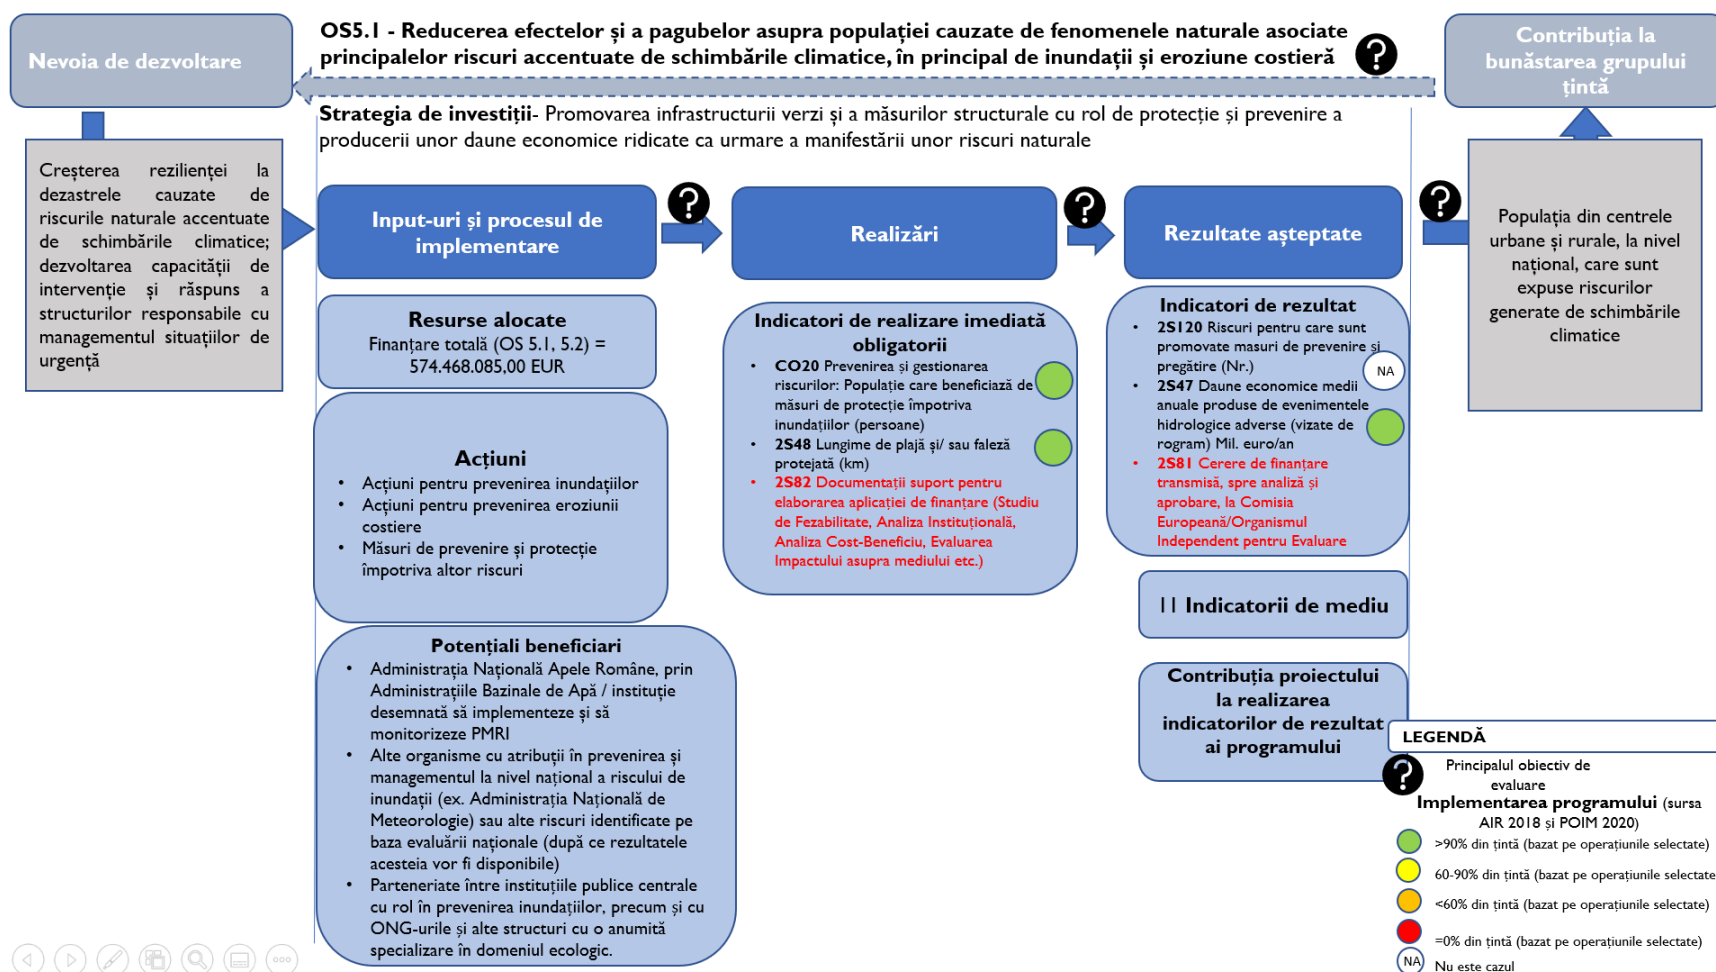 Nevoia de dezvoltare
OS5.1 - Reducerea efectelor și a pagubelor asupra populației cauzate de fenomenele naturale asociate
principalelor riscuri accentuate de schimbările climatice, în principal de inundații și eroziune costieră
?
Contribuția la
bunăstarea grupului
țintă
Strategia de investiții- Promovarea infrastructurii verzi și a măsurilor structurale cu rol de protecție și prevenire a
producerii unor daune economice ridicate ca urmare a manifestării unor riscuri naturale
Creșterea rezilienței la
dezastrele cauzate de
riscurile naturale accentuate
de schimbările climatice;
dezvoltarea capacității de
intervenție și răspuns a
structurilor responsabile cu
managementul situațiilor de
urgență
Input-uri și procesul de
implementare
?
Realizări
?
Rezultate așteptate
?
Populația din centrele
urbane și rurale, la nivel
național, care sunt
expuse riscurilor
generate de schimbările
climatice
Resurse alocate
Finanțare totală (OS 5.1, 5.2) =
574.468.085,00 EUR
Acțiuni
• Acțiuni pentru prevenirea inundațiilor
• Acțiuni pentru prevenirea eroziunii
costiere
• Măsuri de prevenire și protecție
împotriva altor riscuri
Potențiali beneficiari
• Administrația Națională Apele Române, prin
Administrațiile Bazinale de Apă / instituție
desemnată să implementeze și să
monitorizeze PMRI
• Alte organisme cu atribuții în prevenirea și
managementul la nivel național a riscului de
inundații (ex. Administrația Națională de
Meteorologie) sau alte riscuri identificate pe
baza evaluării naționale (după ce rezultatele
acesteia vor fi disponibile)
• Parteneriate între instituțiile publice centrale
cu rol în prevenirea inundațiilor, precum și cu
ONG-urile și alte structuri cu o anumită
specializare în domeniul ecologic.
Indicatori de realizare imediată
obligatorii
• CO20 Prevenirea și gestionarea
riscurilor: Populație care beneficiază de
măsuri de protecție împotriva
inundațiilor (persoane)
• 2S48 Lungime de plajă și/ sau faleză
protejată (km)
• 2S82 Documentații suport pentru
elaborarea aplicației de finanțare (Studiu
de Fezabilitate, Analiza Instituțională,
Analiza Cost-Beneficiu, Evaluarea
Impactului asupra mediului etc.)
Indicatori de rezultat
• 2S120 Riscuri pentru care sunt
promovate masuri de prevenire și
pregătire (Nr.)
NA
• 2S47 Daune economice medii
anuale produse de evenimentele
hidrologice adverse (vizate de
rogram) Mil. euro/an
• 2S81 Cerere de finanțare
transmisă, spre analiză și
aprobare, la Comisia
Europeană/Organismul
Independent pentru Evaluare
11 Indicatorii de mediu
Contribuția proiectului
la realizarea
indicatorilor de rezultat
ai programului
LEGENDĂ
?
Principalul obiectiv de
evaluare
Implementarea programului (sursa
AIR 2018 și POIM 2020)
>90% din țintă (bazat pe operațiunile selectate)
60-90% din țintă (bazat pe operațiunile selectate
<60% din țintă (bazat pe operațiunile selectate)
=0% din țintă (bazat pe operațiunile selectate)
NA
Nu este cazul